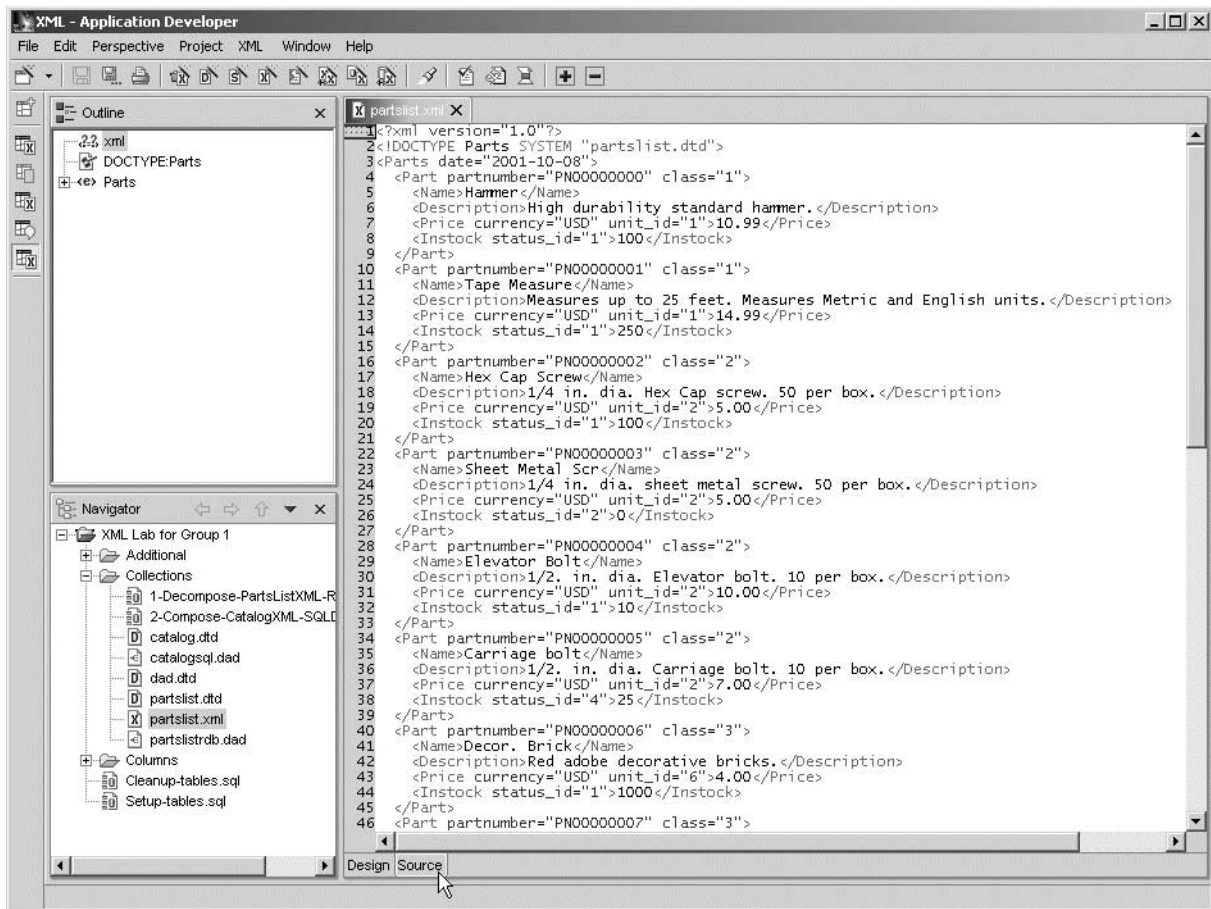 XML - Application Developer
File Edit Perspective Project XML Window Help
Outline
?-? xml
DOCTYPE:Parts
<e> Parts
Navigator
XML Lab for Group 1
Additional
Collections
1-Decompose-PartsListXML-R
2-Compose-CatalogXML-SQL
catalog.dtd
catalogsql.dad
dad.dtd
partslist.dtd
partslist.xml
partslistrdb.dad
Columns
Cleanup-tables.sql
Setup-tables.sql
partslist.xml
1<?xml version="1.0"?>
2<!DOCTYPE Parts SYSTEM "partslist.dtd">
3<Parts date="2001-10-08">
4 <Part partnumber="PN00000000" class="1">
5 <Name>Hammer</Name>
6 <Description>High durability standard hammer.</Description>
7 <Price currency="USD" unit_id="1">10.99</Price>
8 <Instock status_id="1">100</Instock>
9 </Part>
10 <Part partnumber="PN00000001" class="1">
11 <Name>Tape Measure</Name>
12 <Description>Measures up to 25 feet. Measures Metric and English units.</Description>
13 <Price currency="USD" unit_id="1">14.99</Price>
14 <Instock status_id="1">250</Instock>
15 </Part>
16 <Part partnumber="PN00000002" class="2">
17 <Name>Hex Cap Screw</Name>
18 <Description>1/4 in. dia. Hex Cap screw. 50 per box.</Description>
19 <Price currency="USD" unit_id="2">5.00</Price>
20 <Instock status_id="1">100</Instock>
21 </Part>
22 <Part partnumber="PN00000003" class="2">
23 <Name>Sheet Metal Scr</Name>
24 <Description>1/4 in. dia. sheet metal screw. 50 per box.</Description>
25 <Price currency="USD" unit_id="2">5.00</Price>
26 <Instock status_id="2">0</Instock>
27 </Part>
28 <Part partnumber="PN00000004" class="2">
29 <Name>Elevator Bolt</Name>
30 <Description>1/2. in. dia. Elevator bolt. 10 per box.</Description>
31 <Price currency="USD" unit_id="2">10.00</Price>
32 <Instock status_id="1">10</Instock>
33 </Part>
34 <Part partnumber="PN00000005" class="2">
35 <Name>Carriage bolt</Name>
36 <Description>1/2. in. dia. Carriage bolt. 10 per box.</Description>
37 <Price currency="USD" unit_id="2">7.00</Price>
38 <Instock status_id="4">25</Instock>
39 </Part>
40 <Part partnumber="PN00000006" class="3">
41 <Name>Decor. Brick</Name>
42 <Description>Red adobe decorative bricks.</Description>
43 <Price currency="USD" unit_id="6">4.00</Price>
44 <Instock status_id="1">1000</Instock>
45 </Part>
46 <Part partnumber="PN00000007" class="3">
Design Source